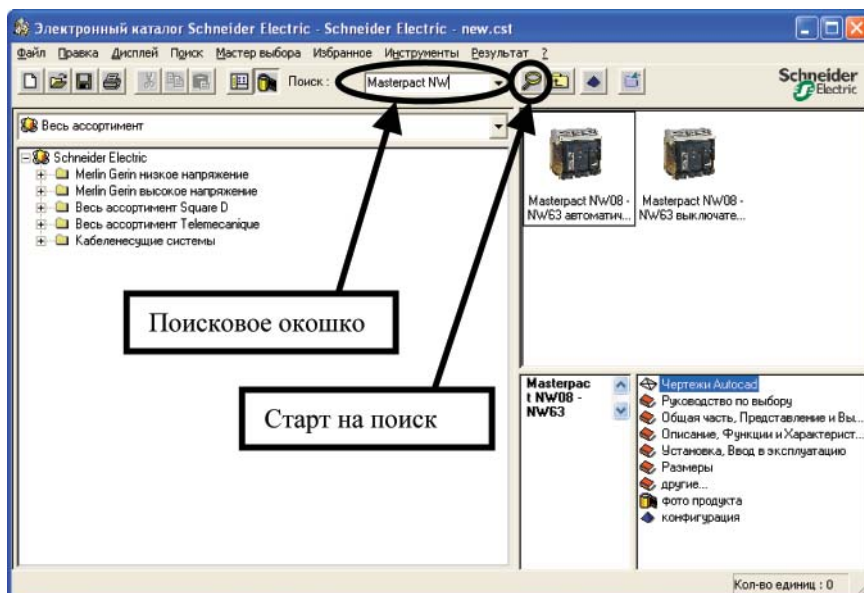 Электронный каталог Schneider Electric - Schneider Electric - new.cst
Файл Правка Дисплей Поиск Мастер выбора Избранное Инструменты Результат ?
Поиск : Masterpact NW
Schneider
Electric
Весь ассортимент
Schneider Electric
Merlin Gerin низкое напряжение
Merlin Gerin высокое напряжение
Весь ассортимент Square D
Весь ассортимент Telemecanique
Кабеленесущие системы
Поисковое окошко
Старт на поиск
Masterpact NW08 -
NW63 автоматич...
Masterpact NW08 -
NW63 выключате...
Masterpac
t NW08 -
NW63
Чертежи Autocad
Руководство по выбору
Общая часть, Представление и Вы...
Описание, Функции и Характерист...
Установка, Ввод в эксплуатацию
Размеры
другие...
фото продукта
конфигурация
Кол-во единиц : 0